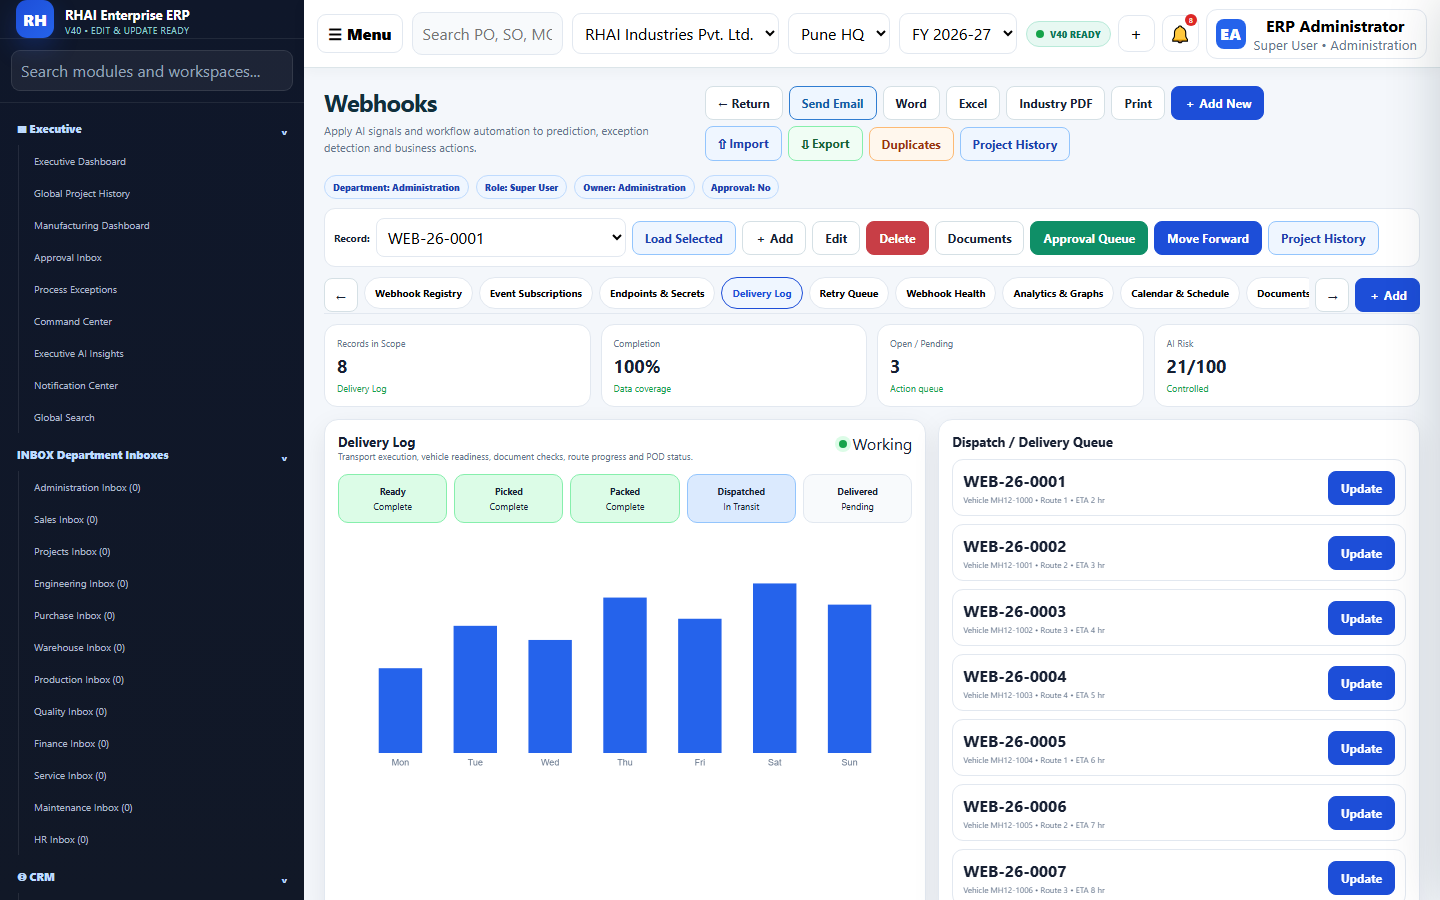 RH
RHAI Enterprise ERP
V40 • EDIT & UPDATE READY
Search modules and workspaces...
Executive
Executive Dashboard
Global Project History
Manufacturing Dashboard
Approval Inbox
Process Exceptions
Command Center
Executive AI Insights
Notification Center
Global Search
INBOX Department Inboxes
Administration Inbox (0)
Sales Inbox (0)
Projects Inbox (0)
Engineering Inbox (0)
Purchase Inbox (0)
Warehouse Inbox (0)
Production Inbox (0)
Quality Inbox (0)
Finance Inbox (0)
Service Inbox (0)
Maintenance Inbox (0)
HR Inbox (0)
CRM
☰ Menu
Search PO, SO, MO
RHAI Industries Pvt. Ltd.
Pune HQ
FY 2026-27
V40 READY
+
8
EA
ERP Administrator
Super User • Administration
Webhooks
Apply AI signals and workflow automation to prediction, exception
detection and business actions.
← Return
Send Email
Word
Excel
Industry PDF
Print
+ Add New
⇧ Import
⇩ Export
Duplicates
Project History
Department: Administration
Role: Super User
Owner: Administration
Approval: No
Record:
WEB-26-0001
Load Selected
+ Add
Edit
Delete
Documents
Approval Queue
Move Forward
Project History
←
Webhook Registry
Event Subscriptions
Endpoints & Secrets
Delivery Log
Retry Queue
Webhook Health
Analytics & Graphs
Calendar & Schedule
Documents
→
+ Add
Records in Scope
8
Delivery Log
Completion
100%
Data coverage
Open / Pending
3
Action queue
AI Risk
21/100
Controlled
Delivery Log
Transport execution, vehicle readiness, document checks, route progress and POD status.
Working
Ready
Complete
Picked
Complete
Packed
Complete
Dispatched
In Transit
Delivered
Pending
Mon
Tue
Wed
Thu
Fri
Sat
Sun
Dispatch / Delivery Queue
WEB-26-0001
Vehicle MH12-1000 • Route 1 • ETA 2 hr
Update
WEB-26-0002
Vehicle MH12-1001 • Route 2 • ETA 3 hr
Update
WEB-26-0003
Vehicle MH12-1002 • Route 3 • ETA 4 hr
Update
WEB-26-0004
Vehicle MH12-1003 • Route 4 • ETA 5 hr
Update
WEB-26-0005
Vehicle MH12-1004 • Route 1 • ETA 6 hr
Update
WEB-26-0006
Vehicle MH12-1005 • Route 2 • ETA 7 hr
Update
WEB-26-0007
Vehicle MH12-1006 • Route 3 • ETA 8 hr
Update